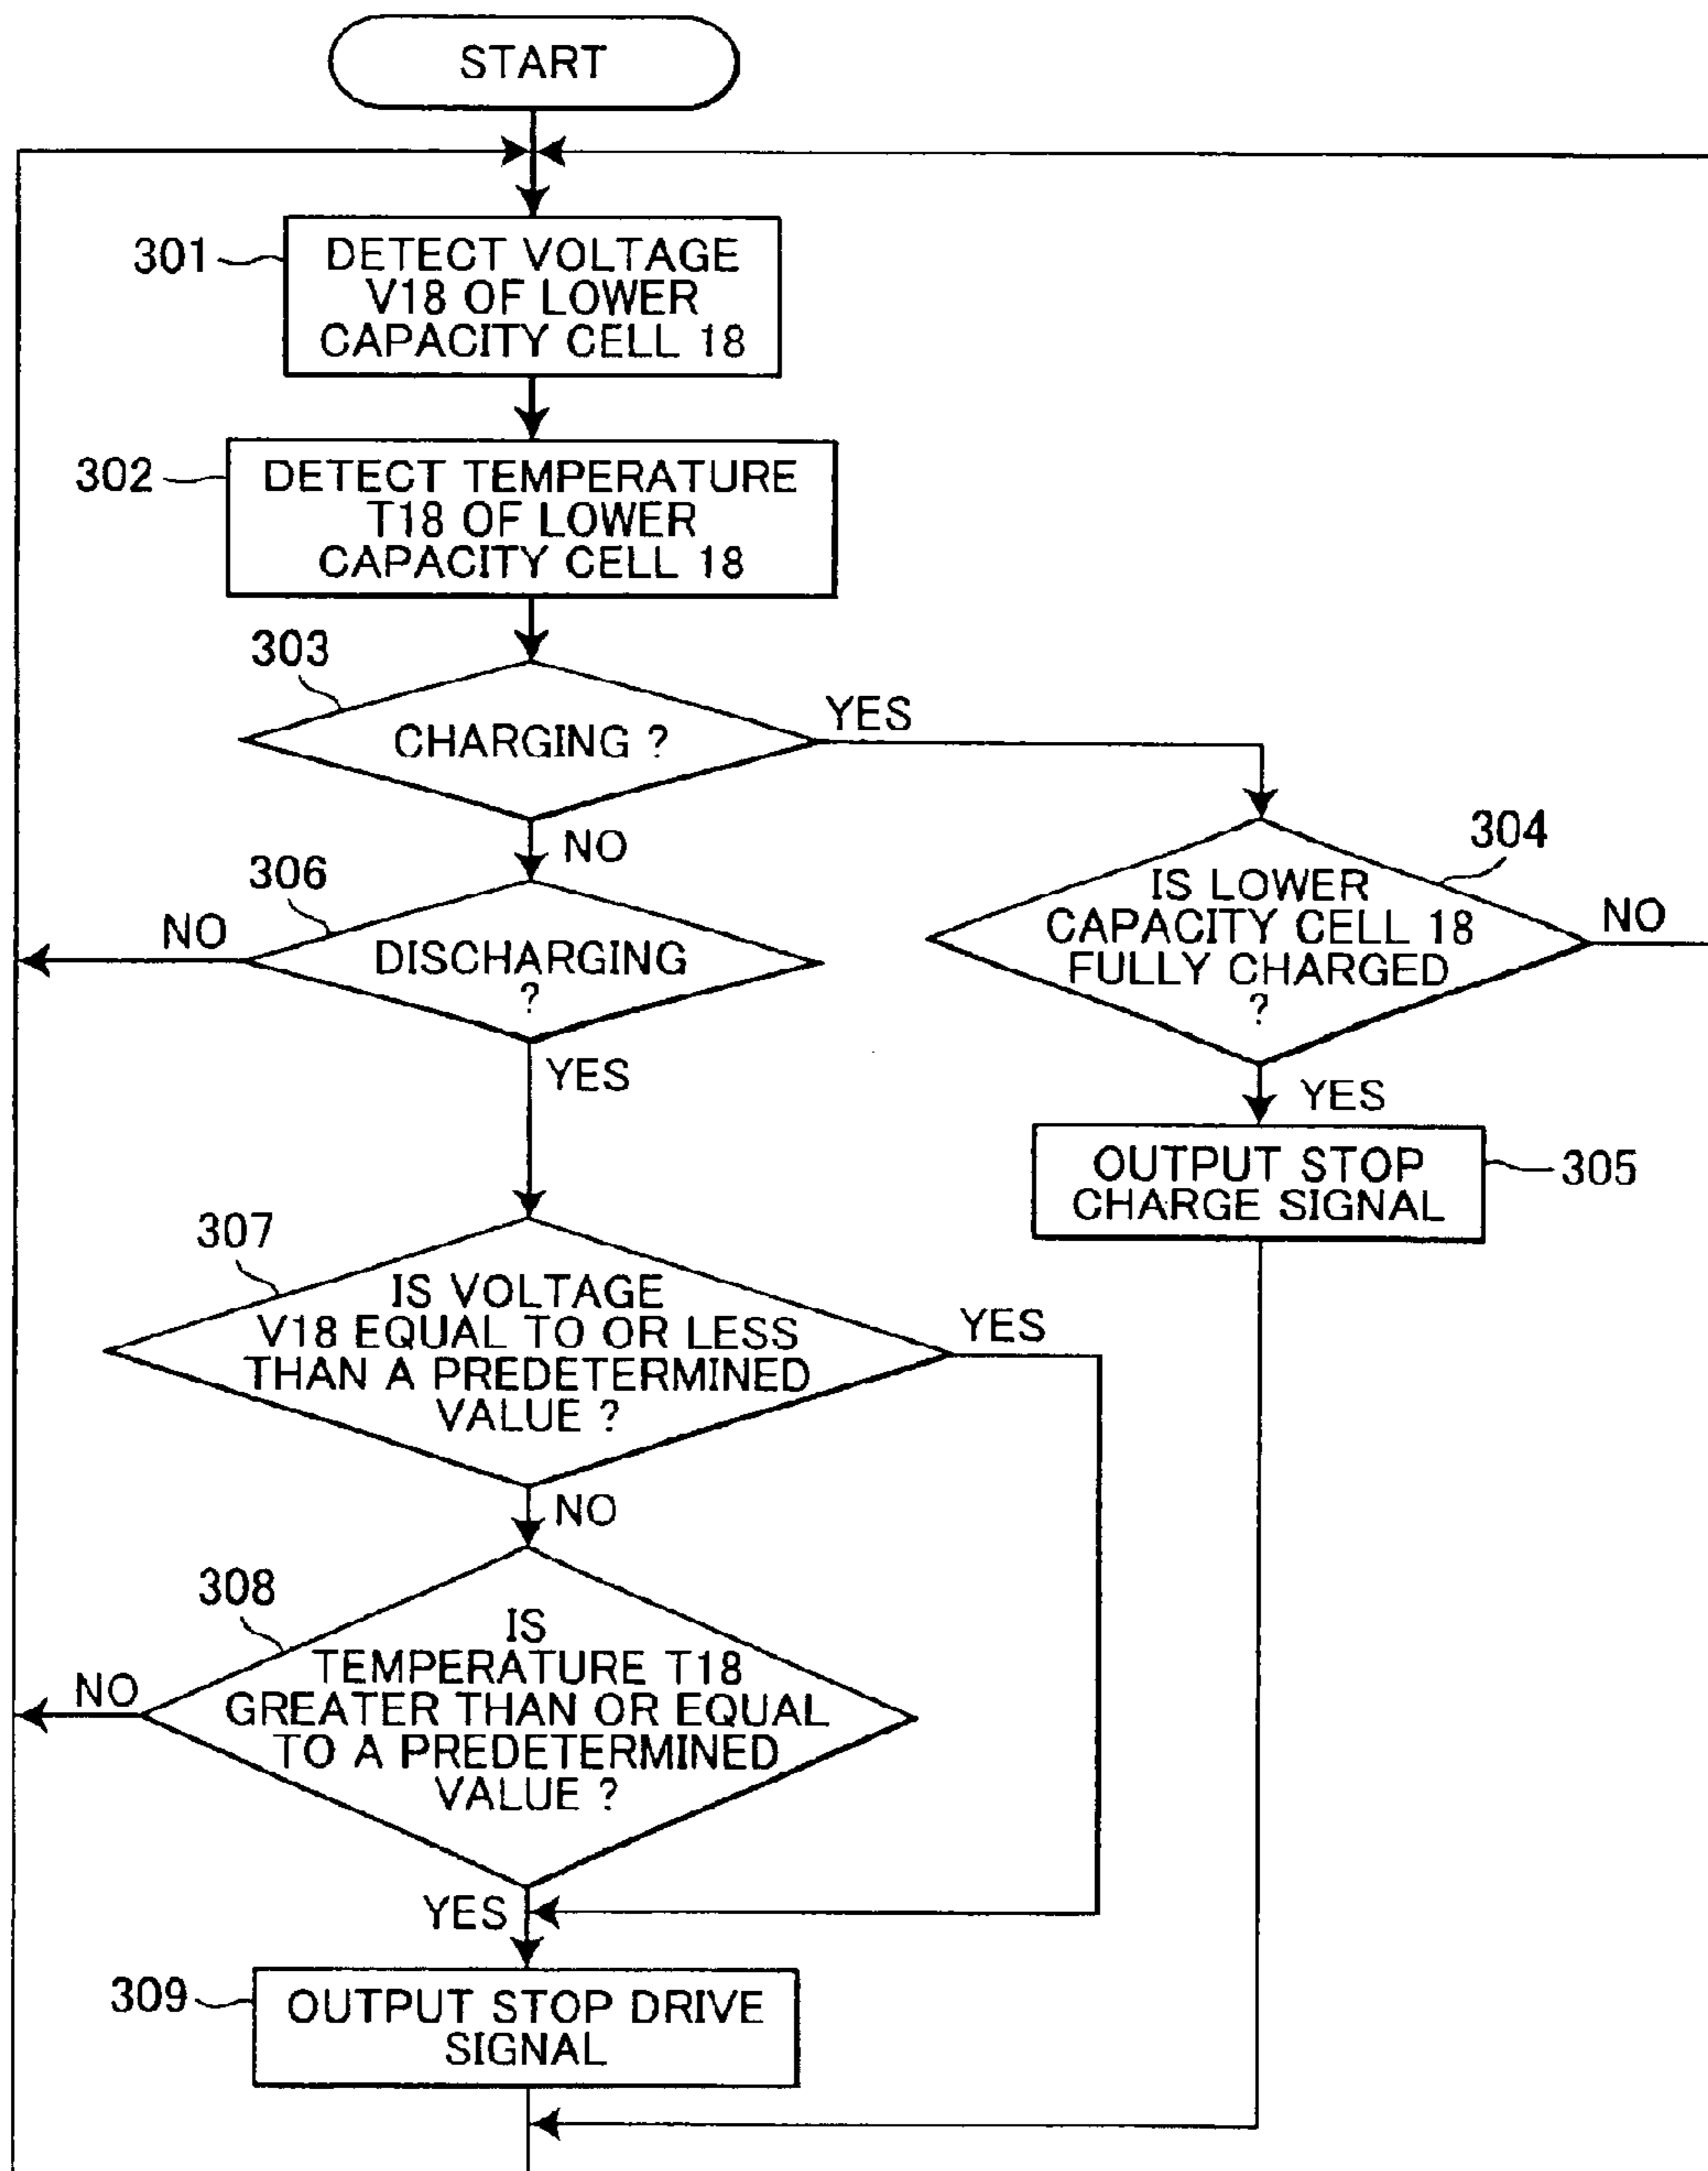 START
301
DETECT VOLTAGE
V18 OF LOWER
CAPACITY CELL 18
302
DETECT TEMPERATURE
T18 OF LOWER
CAPACITY CELL 18
303
CHARGING ?
YES
NO
304
IS LOWER
CAPACITY CELL 18
FULLY CHARGED
?
NO
YES
OUTPUT STOP
CHARGE SIGNAL
305
306
NO
DISCHARGING
?
YES
307
IS VOLTAGE
V18 EQUAL TO OR LESS
THAN A PREDETERMINED
VALUE ?
YES
NO
308
IS
TEMPERATURE T18
GREATER THAN OR EQUAL
TO A PREDETERMINED
VALUE ?
NO
YES
309
OUTPUT STOP DRIVE
SIGNAL